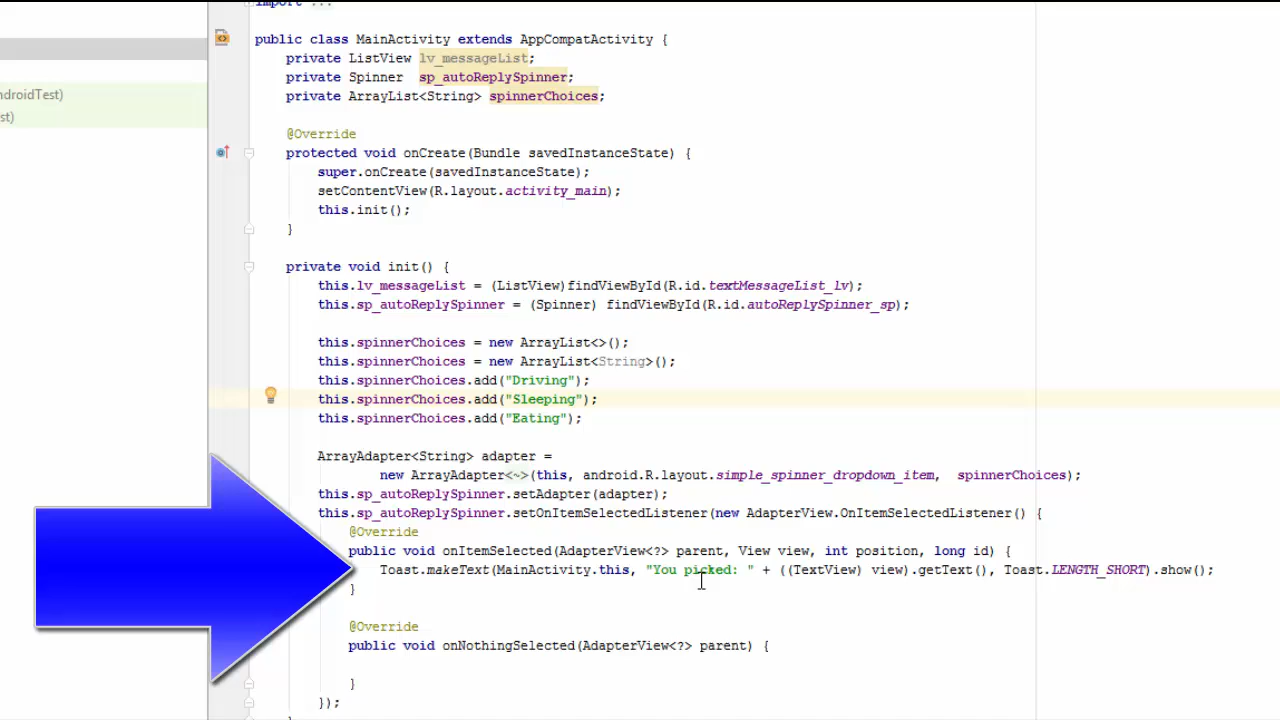 import ...
public class MainActivity extends AppCompatActivity {
private ListView lv_messageList;
private Spinner sp_autoReplySpinner;
private ArrayList<String> spinnerChoices;
@Override
protected void onCreate(Bundle savedInstanceState) {
super.onCreate(savedInstanceState);
setContentView(R.layout.activity_main);
this.init();
}
private void init() {
this.lv_messageList = (ListView)findViewById(R.id.textMessageList_lv);
this.sp_autoReplySpinner = (Spinner) findViewById(R.id.autoReplySpinner_sp);
this.spinnerChoices = new ArrayList<>();
this.spinnerChoices = new ArrayList<String>();
this.spinnerChoices.add("Driving");
this.spinnerChoices.add("Sleeping");
this.spinnerChoices.add("Eating");
ArrayAdapter<String> adapter =
new ArrayAdapter<~>(this, android.R.layout.simple_spinner_dropdown_item, spinnerChoices);
this.sp_autoReplySpinner.setAdapter(adapter);
this.sp_autoReplySpinner.setOnItemSelectedListener(new AdapterView.OnItemSelectedListener() {
@Override
public void onItemSelected(AdapterView<?> parent, View view, int position, long id) {
Toast.makeText(MainActivity.this, "You picked: " + ((TextView) view).getText(), Toast.LENGTH_SHORT).show();
}
@Override
public void onNothingSelected(AdapterView<?> parent) {
}
});
ndroidTest)
st)